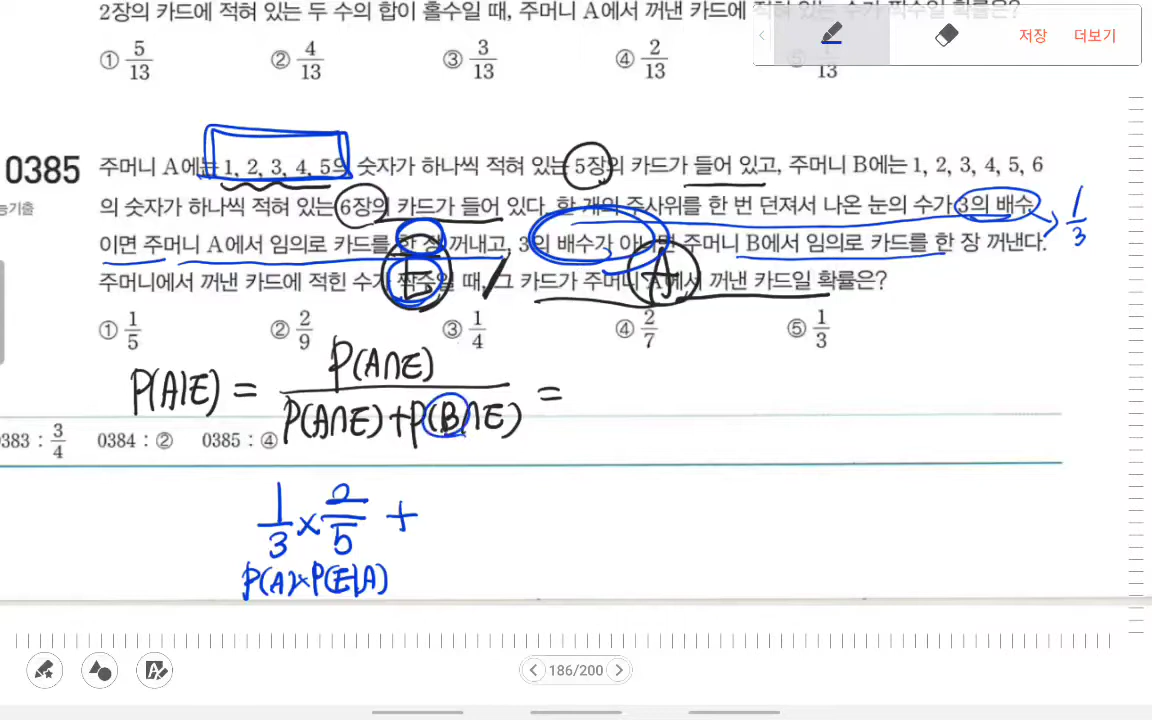 2장의 카드에 적혀 있는 두 수의 합이 홀수일 때, 주머니 A에서 꺼낸 카드에 적혀 있는 수가 짝수일 확률은?
저장 더보기
① 5/13 ② 4/13 ③ 3/13 ④ 2/13 ⑤ 1/13
0385 주머니 A에는 1, 2, 3, 4, 5의 숫자가 하나씩 적혀 있는 5장의 카드가 들어 있고, 주머니 B에는 1, 2, 3, 4, 5, 6
의 숫자가 하나씩 적혀 있는 6장의 카드가 들어 있다. 한 개의 주사위를 한 번 던져서 나온 눈의 수가 3의 배수
1/3
이면 주머니 A에서 임의로 카드를 한 장 꺼내고, 3의 배수가 아니면 주머니 B에서 임의로 카드를 한 장 꺼낸다.
주머니에서 꺼낸 카드에 적힌 수가 짝수일 때, 그 카드가 주머니 A에서 꺼낸 카드일 확률은?
E / A
① 1/5 ② 2/9 ③ 1/4 ④ 2/7 ⑤ 1/3
P(A|E) = P(A∩E) / P(A∩E)+P(B∩E) =
0383 : 3/4 0384 : ② 0385 : ④
1/3 × 2/5 +
P(A)×P(E|A)
186/200